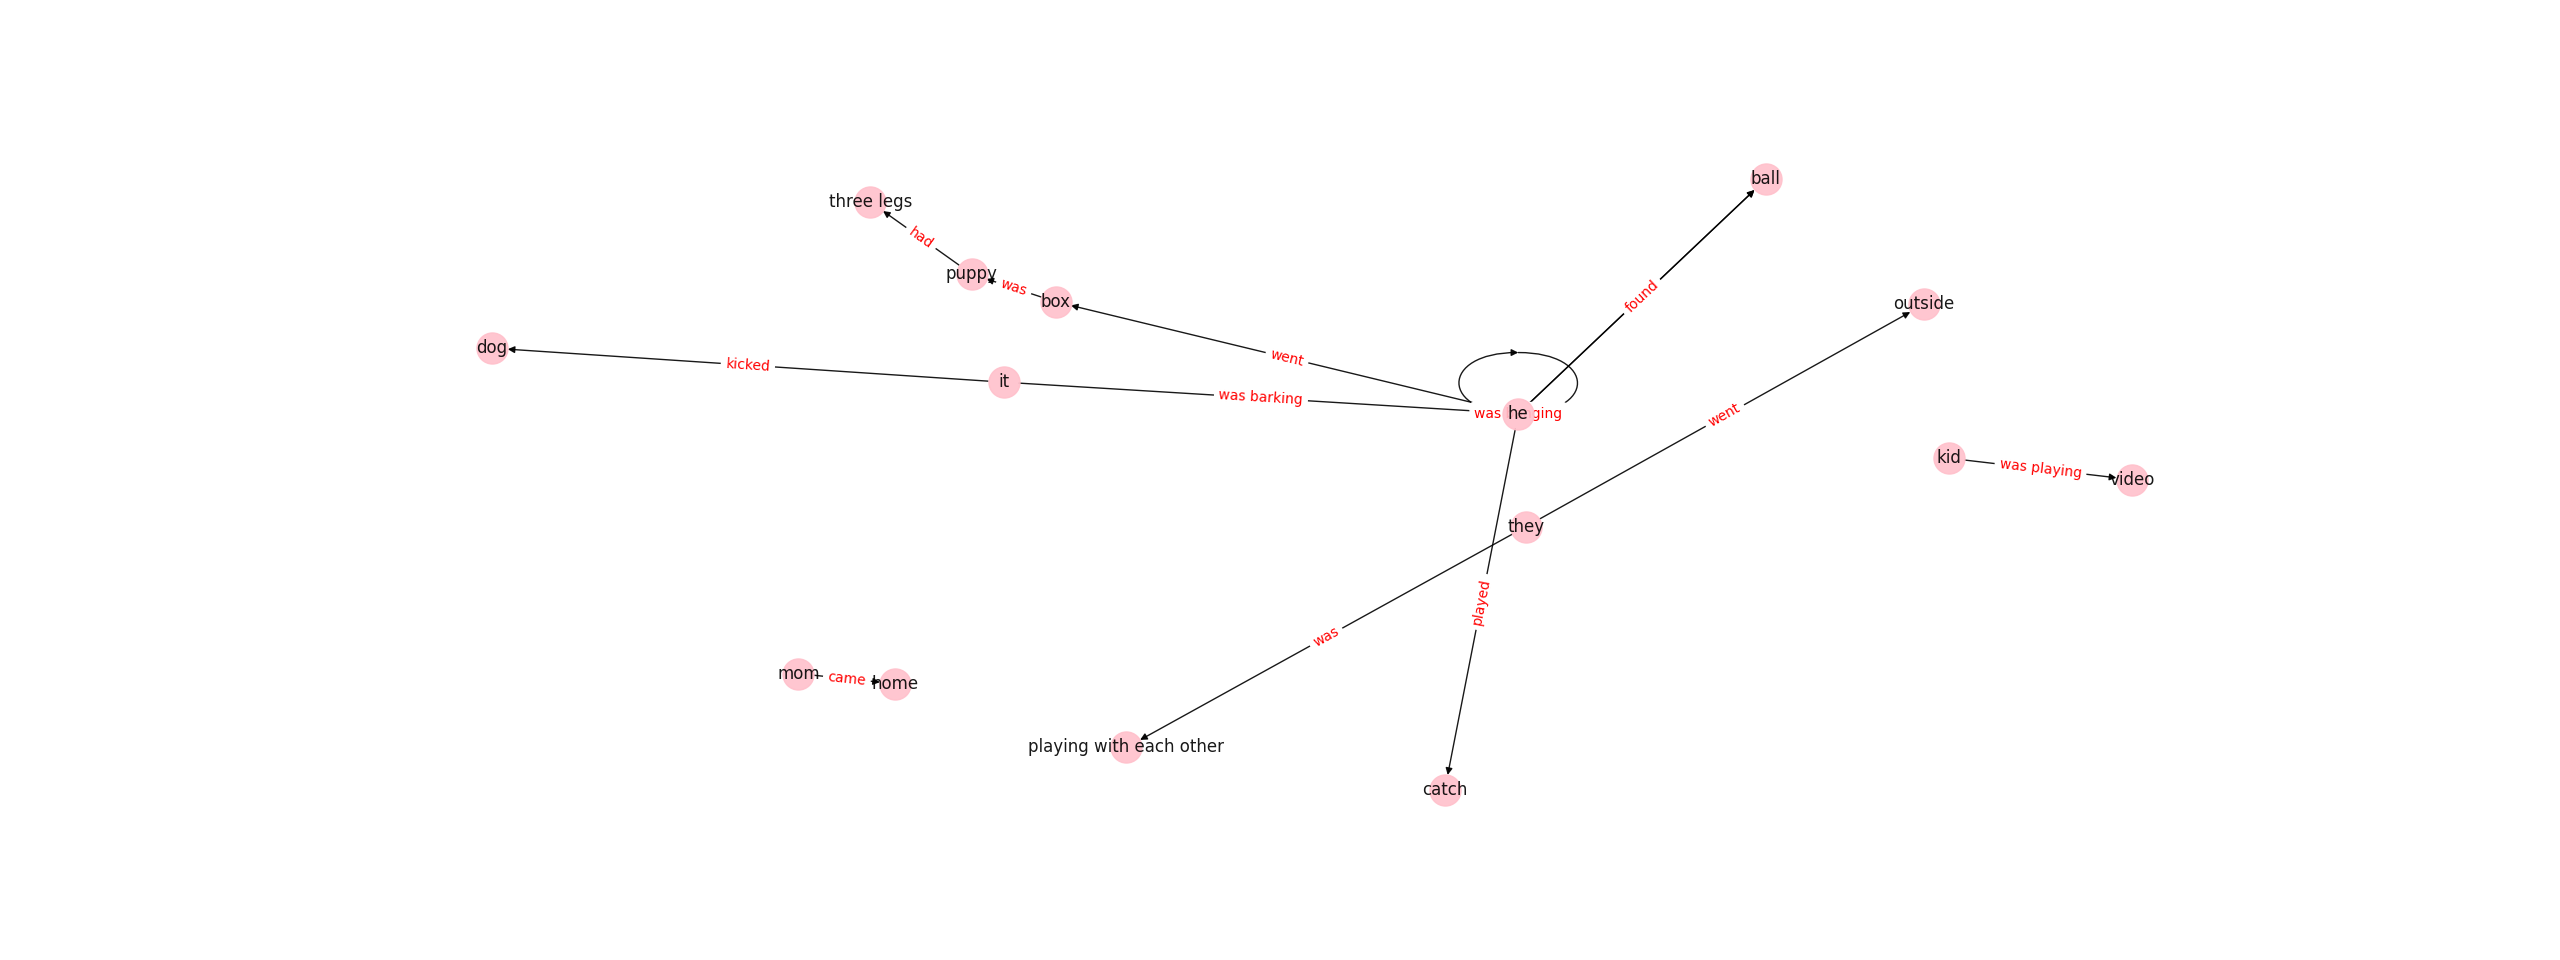 ball
three legs
had
puppy
was
box
found
outside
dog
kicked
went
it
was barking
was
he
ging
went
kid
was playing
video
they
played
was
mom
came
home
playing with each other
catch